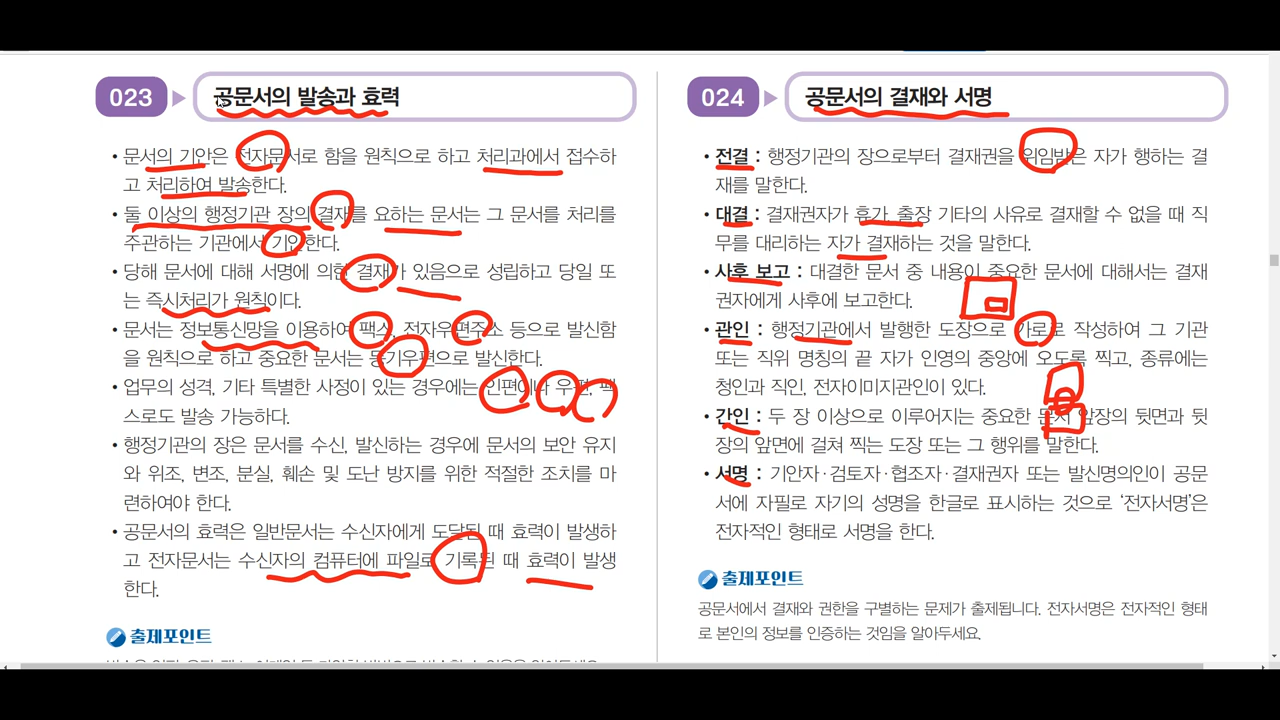 023 공문서의 발송과 효력
• 문서의 기안은 전자문서로 함을 원칙으로 하고 처리과에서 접수하
고 처리하여 발송한다.
• 둘 이상의 행정기관 장의 결재를 요하는 문서는 그 문서를 처리를
주관하는 기관에서 기안한다.
• 당해 문서에 대해 서명에 의한 결재가 있음으로 성립하고 당일 또
는 즉시처리가 원칙이다.
• 문서는 정보통신망을 이용하여 팩스, 전자우편주소 등으로 발신함
을 원칙으로 하고 중요한 문서는 등기우편으로 발신한다.
• 업무의 성격, 기타 특별한 사정이 있는 경우에는 인편이나 우편, 팩
스로도 발송 가능하다.
• 행정기관의 장은 문서를 수신, 발신하는 경우에 문서의 보안 유지
와 위조, 변조, 분실, 훼손 및 도난 방지를 위한 적절한 조치를 마
련하여야 한다.
• 공문서의 효력은 일반문서는 수신자에게 도달된 때 효력이 발생하
고 전자문서는 수신자의 컴퓨터에 파일로 기록된 때 효력이 발생
한다.
출제포인트
024 공문서의 결재와 서명
• 전결 : 행정기관의 장으로부터 결재권을 위임받은 자가 행하는 결
재를 말한다.
• 대결 : 결재권자가 휴가, 출장 기타의 사유로 결재할 수 없을 때 직
무를 대리하는 자가 결재하는 것을 말한다.
• 사후 보고 : 대결한 문서 중 내용이 중요한 문서에 대해서는 결재
권자에게 사후에 보고한다.
• 관인 : 행정기관에서 발행한 도장으로 가로로 작성하여 그 기관
또는 직위 명칭의 끝 자가 인영의 중앙에 오도록 찍고, 종류에는
청인과 직인, 전자이미지관인이 있다.
• 간인 : 두 장 이상으로 이루어지는 중요한 문서 앞장의 뒷면과 뒷
장의 앞면에 걸쳐 찍는 도장 또는 그 행위를 말한다.
• 서명 : 기안자·검토자·협조자·결재권자 또는 발신명의인이 공문
서에 자필로 자기의 성명을 한글로 표시하는 것으로 ‘전자서명’은
전자적인 형태로 서명을 한다.
출제포인트
공문서에서 결재와 권한을 구별하는 문제가 출제됩니다. 전자서명은 전자적인 형태
로 본인의 정보를 인증하는 것임을 알아두세요.